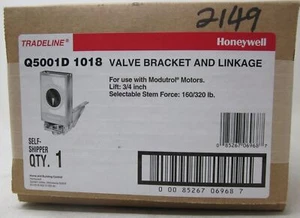 2149
TRADELINE®
Honeywell
Q5001D 1018 VALVE BRACKET AND LINKAGE
For use with Modutrol® Motors.
Lift: 3/4 inch
Selectable Stem Force: 160/320 lb.
SELF-
SHIPPER
QTY. 1
0 85267 06968 7
0 00 85267 06968 7